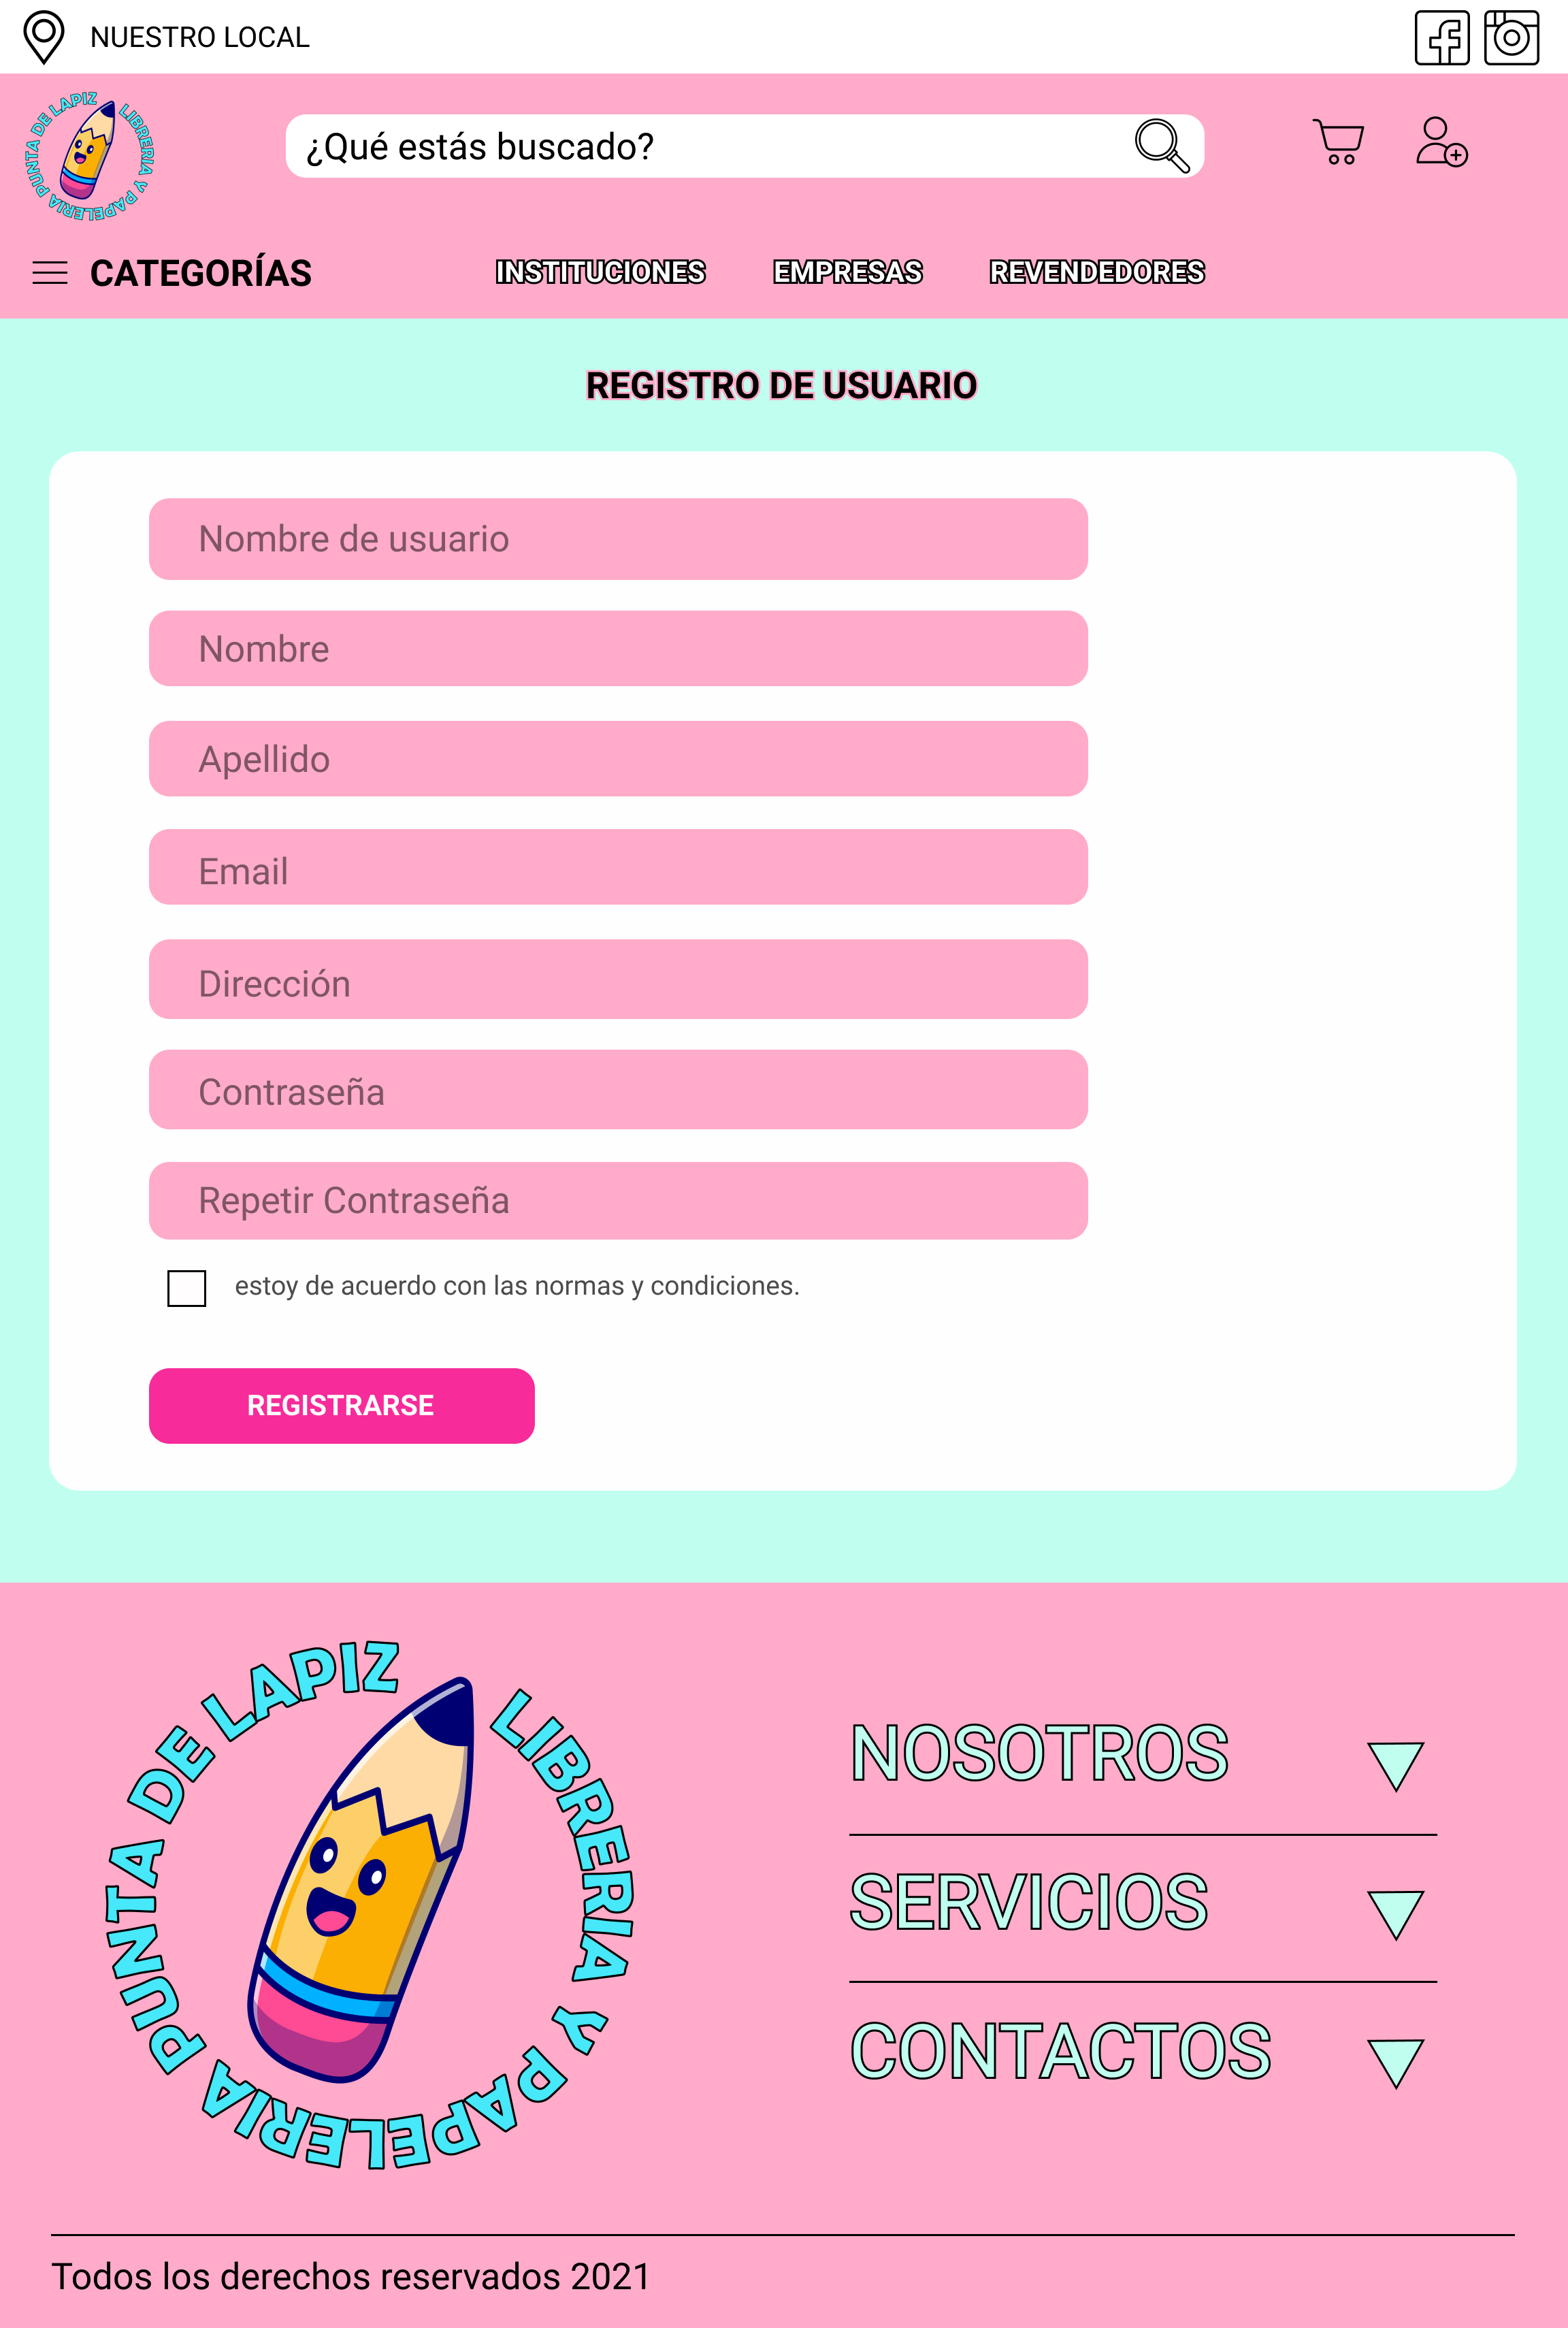 NUESTRO LOCAL
PUNTA DE LAPIZ LIBRERIA Y PAPELERIA
¿Qué estás buscado?
CATEGORÍAS
INSTITUCIONES
EMPRESAS
REVENDEDORES
REGISTRO DE USUARIO
Nombre de usuario
Nombre
Apellido
Email
Dirección
Contraseña
Repetir Contraseña
estoy de acuerdo con las normas y condiciones.
REGISTRARSE
PUNTA DE LAPIZ LIBRERIA Y PAPELERIA
NOSOTROS
SERVICIOS
CONTACTOS
Todos los derechos reservados 2021